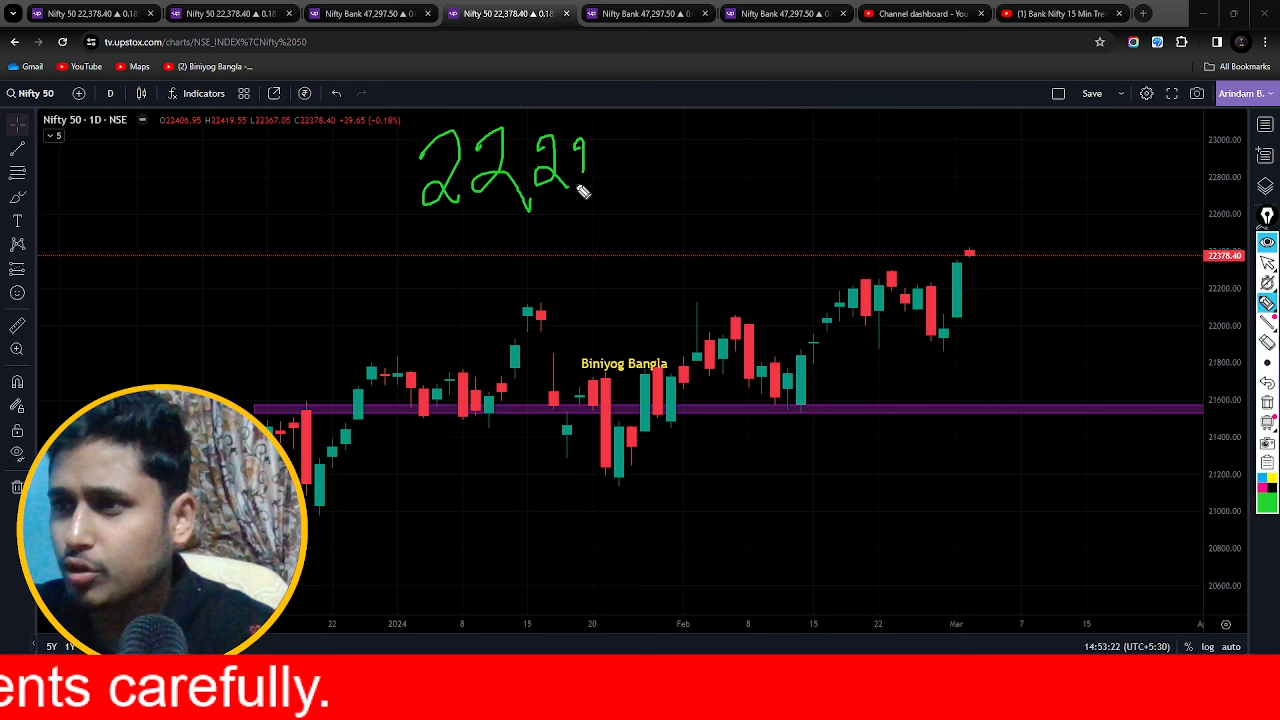 Nifty 50 22,378.40 ▲ 0.18
Nifty 50 22,378.40 ▲ 0.18
Nifty Bank 47,297.50 ▲ 0.
Nifty 50 22,378.40 ▲ 0.18
Nifty Bank 47,297.50 ▲ 0.
Nifty Bank 47,297.50 ▲ 0.
Channel dashboard - You
(1) Bank Nifty 15 Min Tre
tv.upstox.com/charts/NSE_INDEX%7CNifty%2050
Gmail YouTube Maps (2) Biniyog Bangla -... All Bookmarks
Nifty 50 D Indicators Save Arindam B.
Nifty 50 · 1D · NSE O22406.95 H22419.55 L22367.05 C22378.40 +39.65 (−0.18%)
5
22,2
23000.00
22800.00
22600.00
22378.40
22200.00
22000.00
21800.00
21600.00
21400.00
21200.00
21000.00
20800.00
20600.00
Biniyog Bangla
22 2024 8 15 20 Feb 8 15 22 Mar 7 15
5Y 1Y 14:53:22 (UTC+5:30) % log auto
ents carefully.